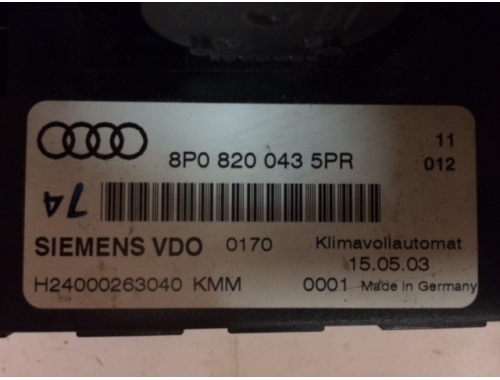 8P0 820 043 5PR
11
012
74
SIEMENS VDO 0170 Klimavollautomat
15.05.03
H24000263040 KMM 0001 Made in Germany